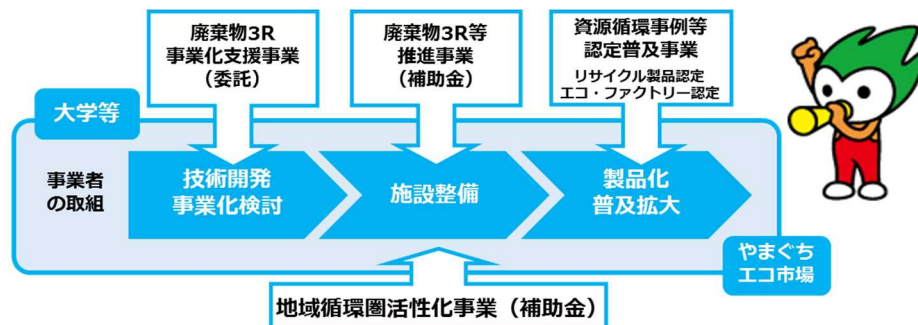 廃棄物3R
事業化支援事業
（委託）
廃棄物3R等
推進事業
（補助金）
資源循環事例等
認定普及事業
リサイクル製品認定
エコ・ファクトリー認定
大学等
事業者
の取組
技術開発
事業化検討
施設整備
製品化
普及拡大
やまぐち
エコ市場
地域循環圏活性化事業（補助金）